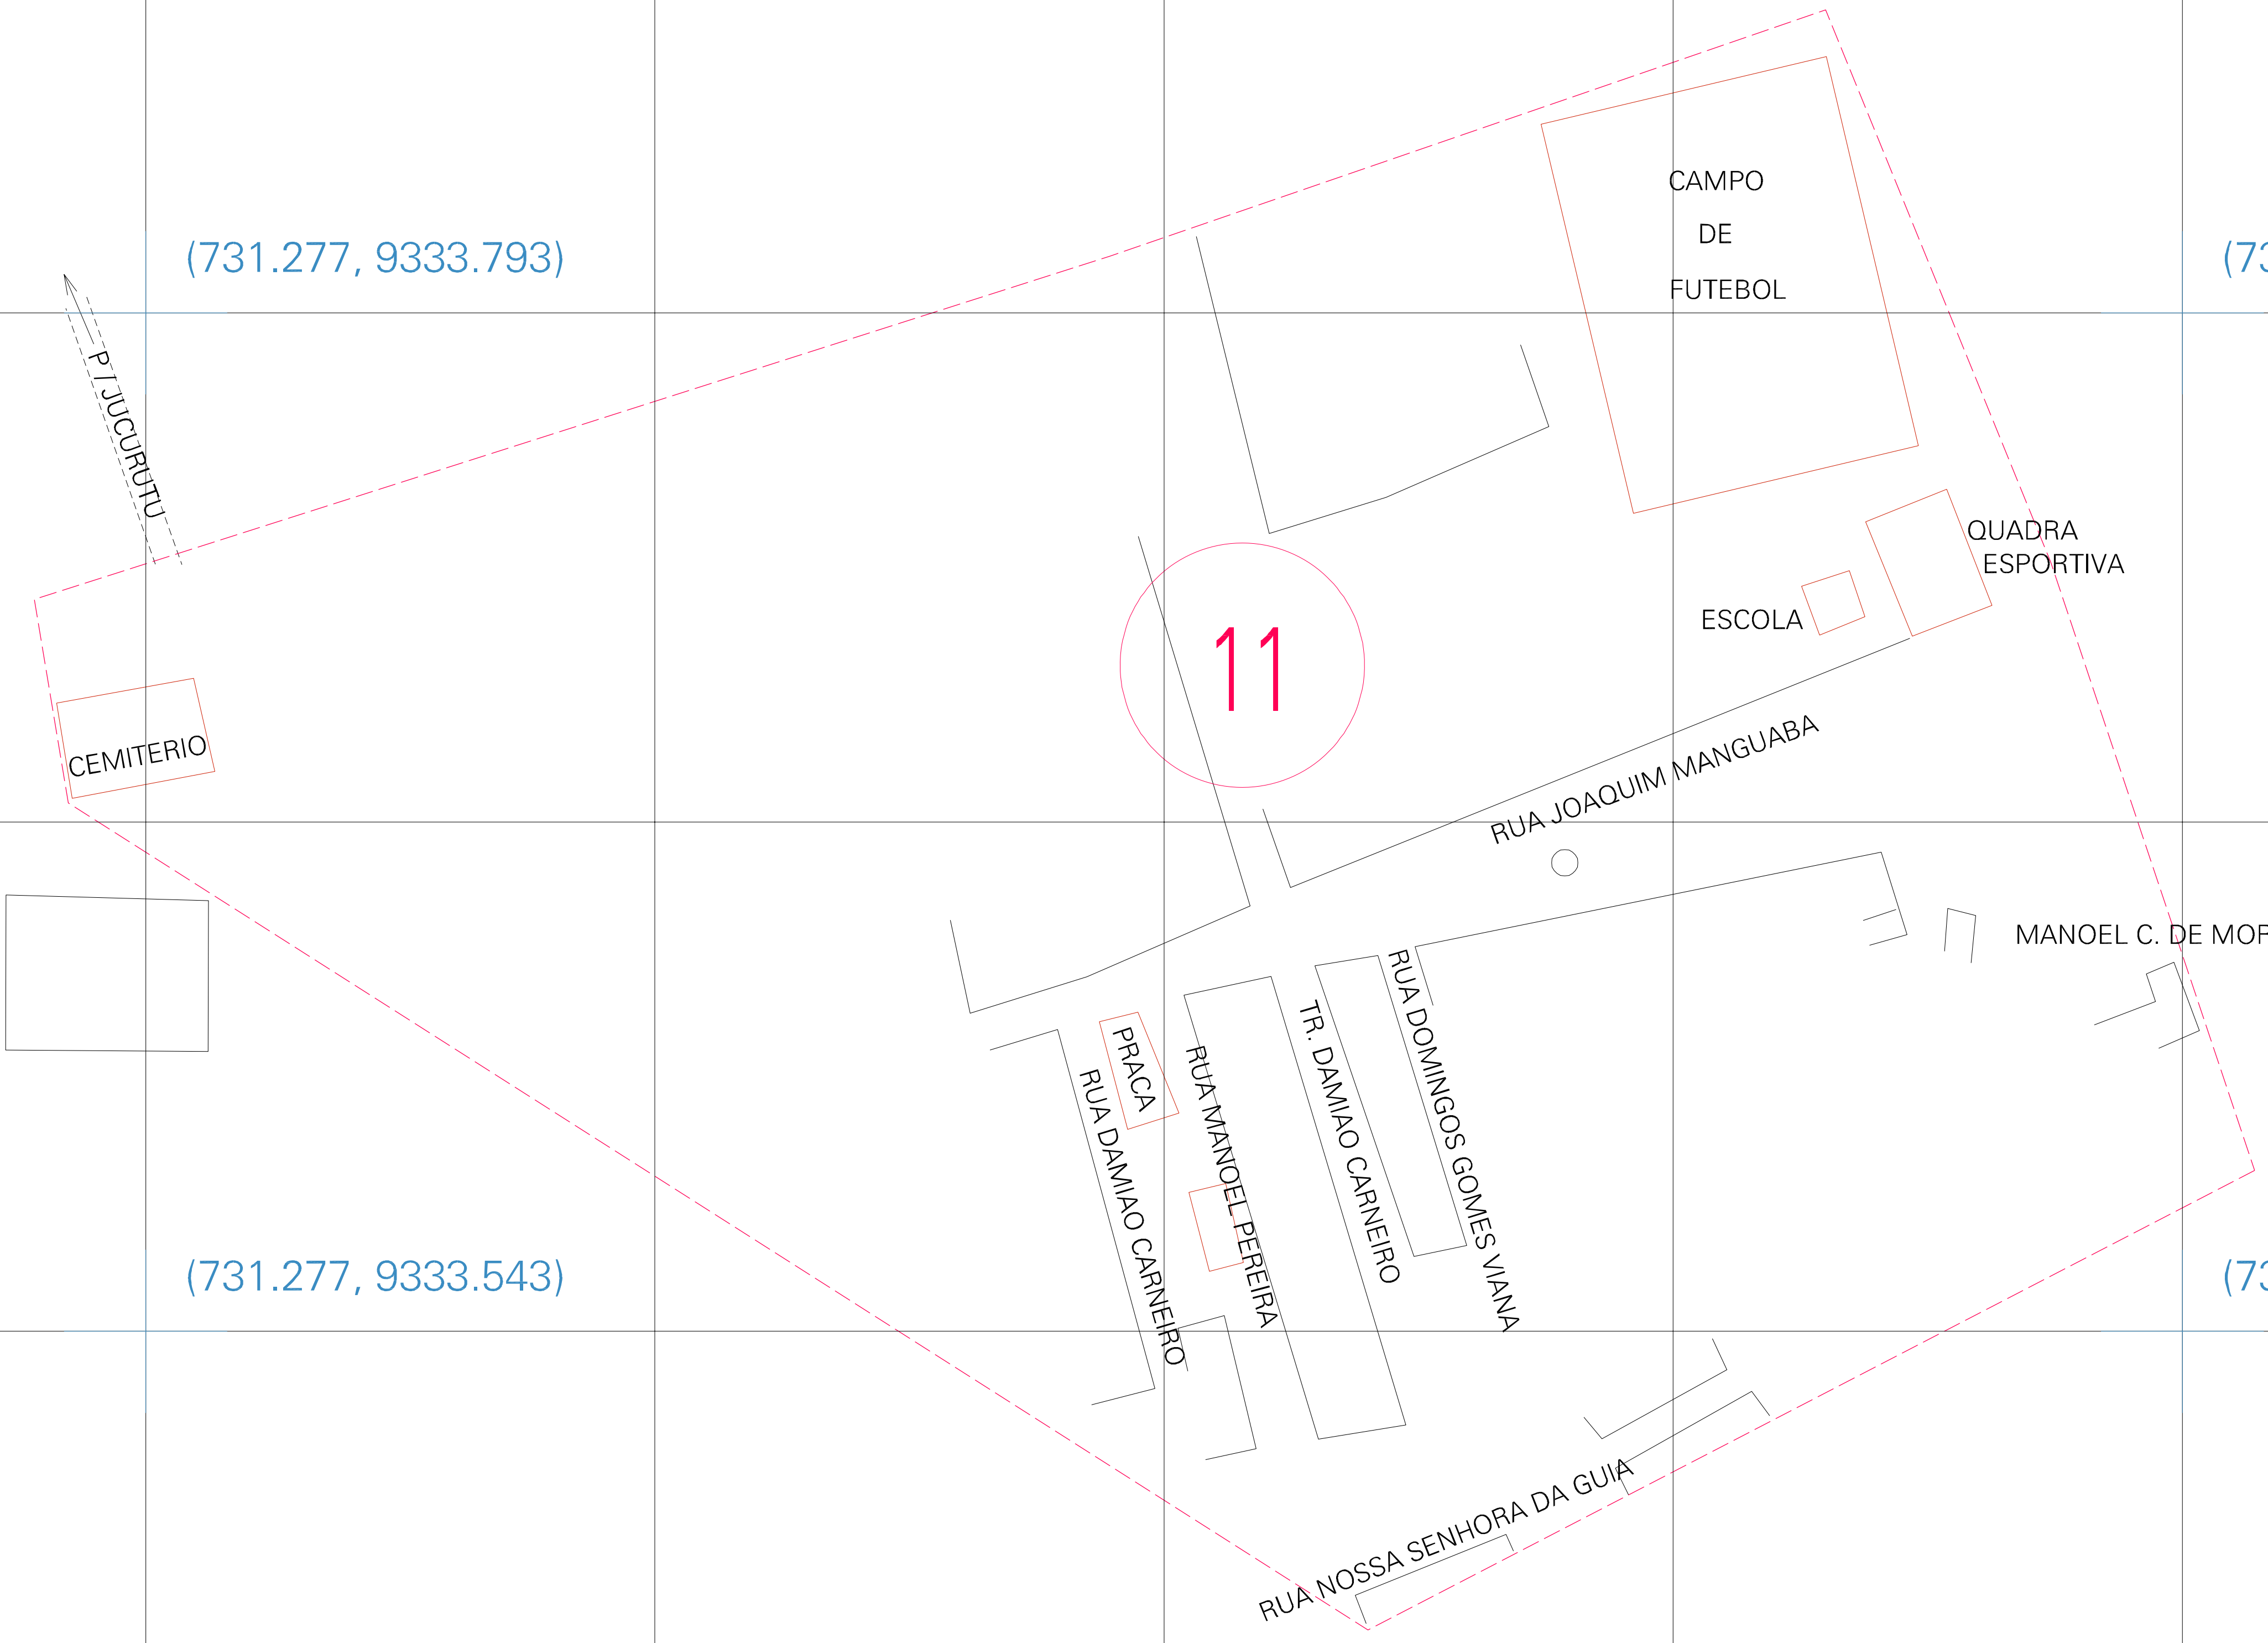 CAMPO
DE
FUTEBOL
(731.277, 9333.793)
P / JUCURUTU
QUADRA
ESPORTIVA
ESCOLA
11
CEMITERIO
RUA JOAQUIM MANGUABA
MANOEL C. DE
PRACA
RUA DAMIAO CARNEIRO
RUA MANOEL PEREIRA
TR. DAMIAO CARNEIRO
RUA DOMINGOS GOMES VIANA
(731.277, 9333.543)
RUA NOSSA SENHORA DA GUIA